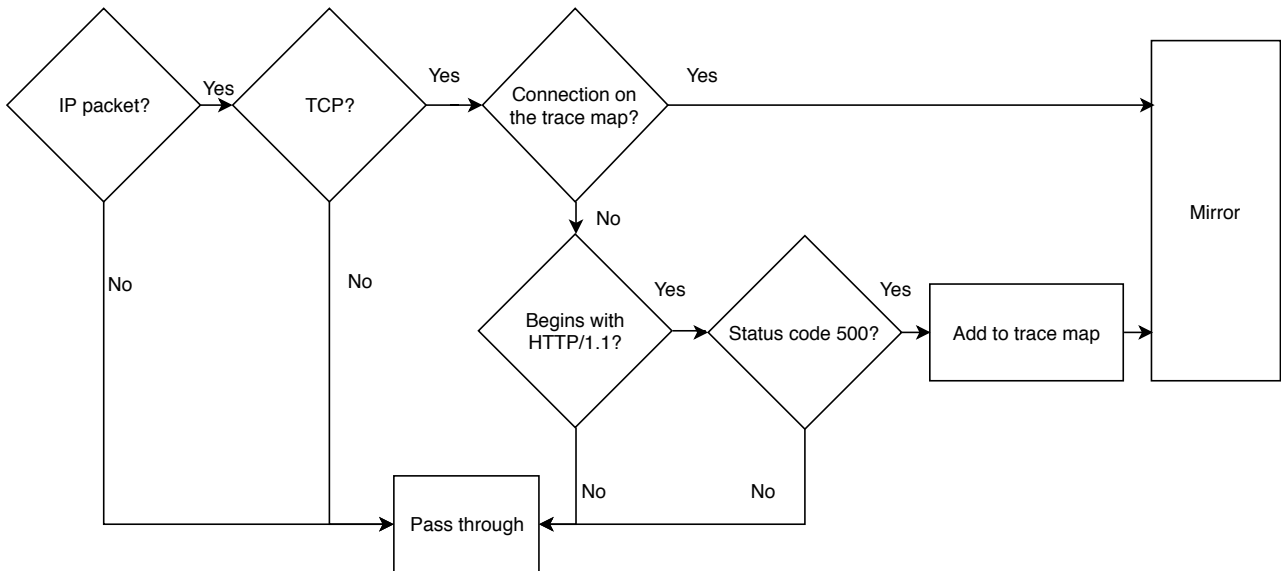 IP packet?
Yes
TCP?
Yes
Connection on
the trace map?
Yes
Mirror
No
No
No
Begins with
HTTP/1.1?
Yes
Status code 500?
Yes
Add to trace map
No
No
Pass through